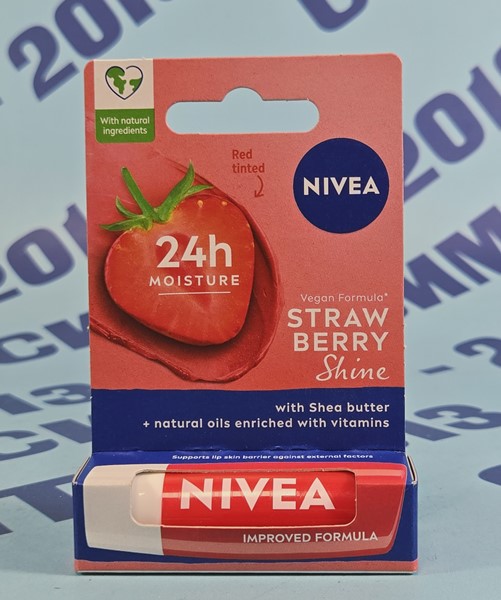 With natural
ingredients
Red
tinted
NIVEA
24h
MOISTURE
Vegan Formula*
STRAW
BERRY
Shine
with Shea butter
+ natural oils enriched with vitamins
Supports lip skin barrier against external factors
NIVEA
IMPROVED FORMULA